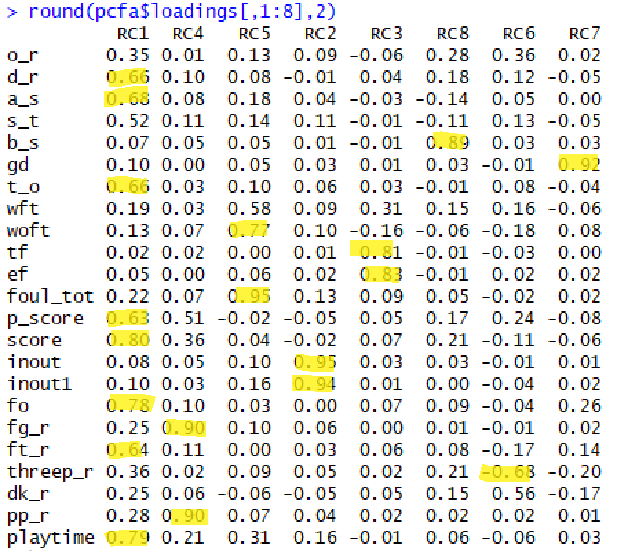 > round(pcfa$loadings[,1:8],2)
RC1 RC4 RC5 RC2 RC3 RC8 RC6 RC7
o_r 0.35 0.01 0.13 0.09 -0.06 0.28 0.36 0.02
d_r 0.66 0.10 0.08 -0.01 0.04 0.18 0.12 -0.05
a_s 0.68 0.08 0.18 0.04 -0.03 -0.14 0.05 0.00
s_t 0.52 0.11 0.14 0.11 -0.01 -0.11 0.13 -0.05
b_s 0.07 0.05 0.05 0.01 -0.01 0.89 0.03 0.03
gd 0.10 0.00 0.05 0.03 0.01 0.03 -0.01 0.92
t_o 0.66 0.03 0.10 0.06 0.03 -0.01 0.08 -0.04
wft 0.19 0.03 0.58 0.09 0.31 0.15 0.16 -0.06
woft 0.13 0.07 0.77 0.10 -0.16 -0.06 -0.18 0.08
tf 0.02 0.02 0.00 0.01 -0.81 -0.01 -0.03 0.00
ef 0.05 0.00 0.06 0.02 0.83 -0.01 0.02 0.02
foul_tot 0.22 0.07 0.95 0.13 0.09 0.05 -0.02 0.02
p_score 0.63 0.51 -0.02 -0.05 0.05 0.17 0.24 -0.08
score 0.80 0.36 0.04 -0.02 0.07 0.21 -0.11 -0.06
inout 0.08 0.05 0.10 0.95 0.03 0.03 -0.01 0.01
inout1 0.10 0.03 0.16 0.94 0.01 0.00 -0.04 0.02
fo 0.78 0.10 0.03 0.00 0.07 0.09 -0.04 0.26
fg_r 0.25 0.90 0.10 0.06 0.00 0.01 -0.01 0.02
ft_r 0.64 0.11 0.00 0.03 0.06 0.08 -0.17 0.14
threep_r 0.36 0.02 0.09 0.05 0.02 0.21 -0.68 -0.20
dk_r 0.25 0.06 -0.06 -0.05 0.05 0.15 0.56 -0.17
pp_r 0.28 0.90 0.07 0.04 0.02 0.02 0.02 0.01
playtime 0.79 0.21 0.31 0.16 -0.01 0.06 -0.06 0.03